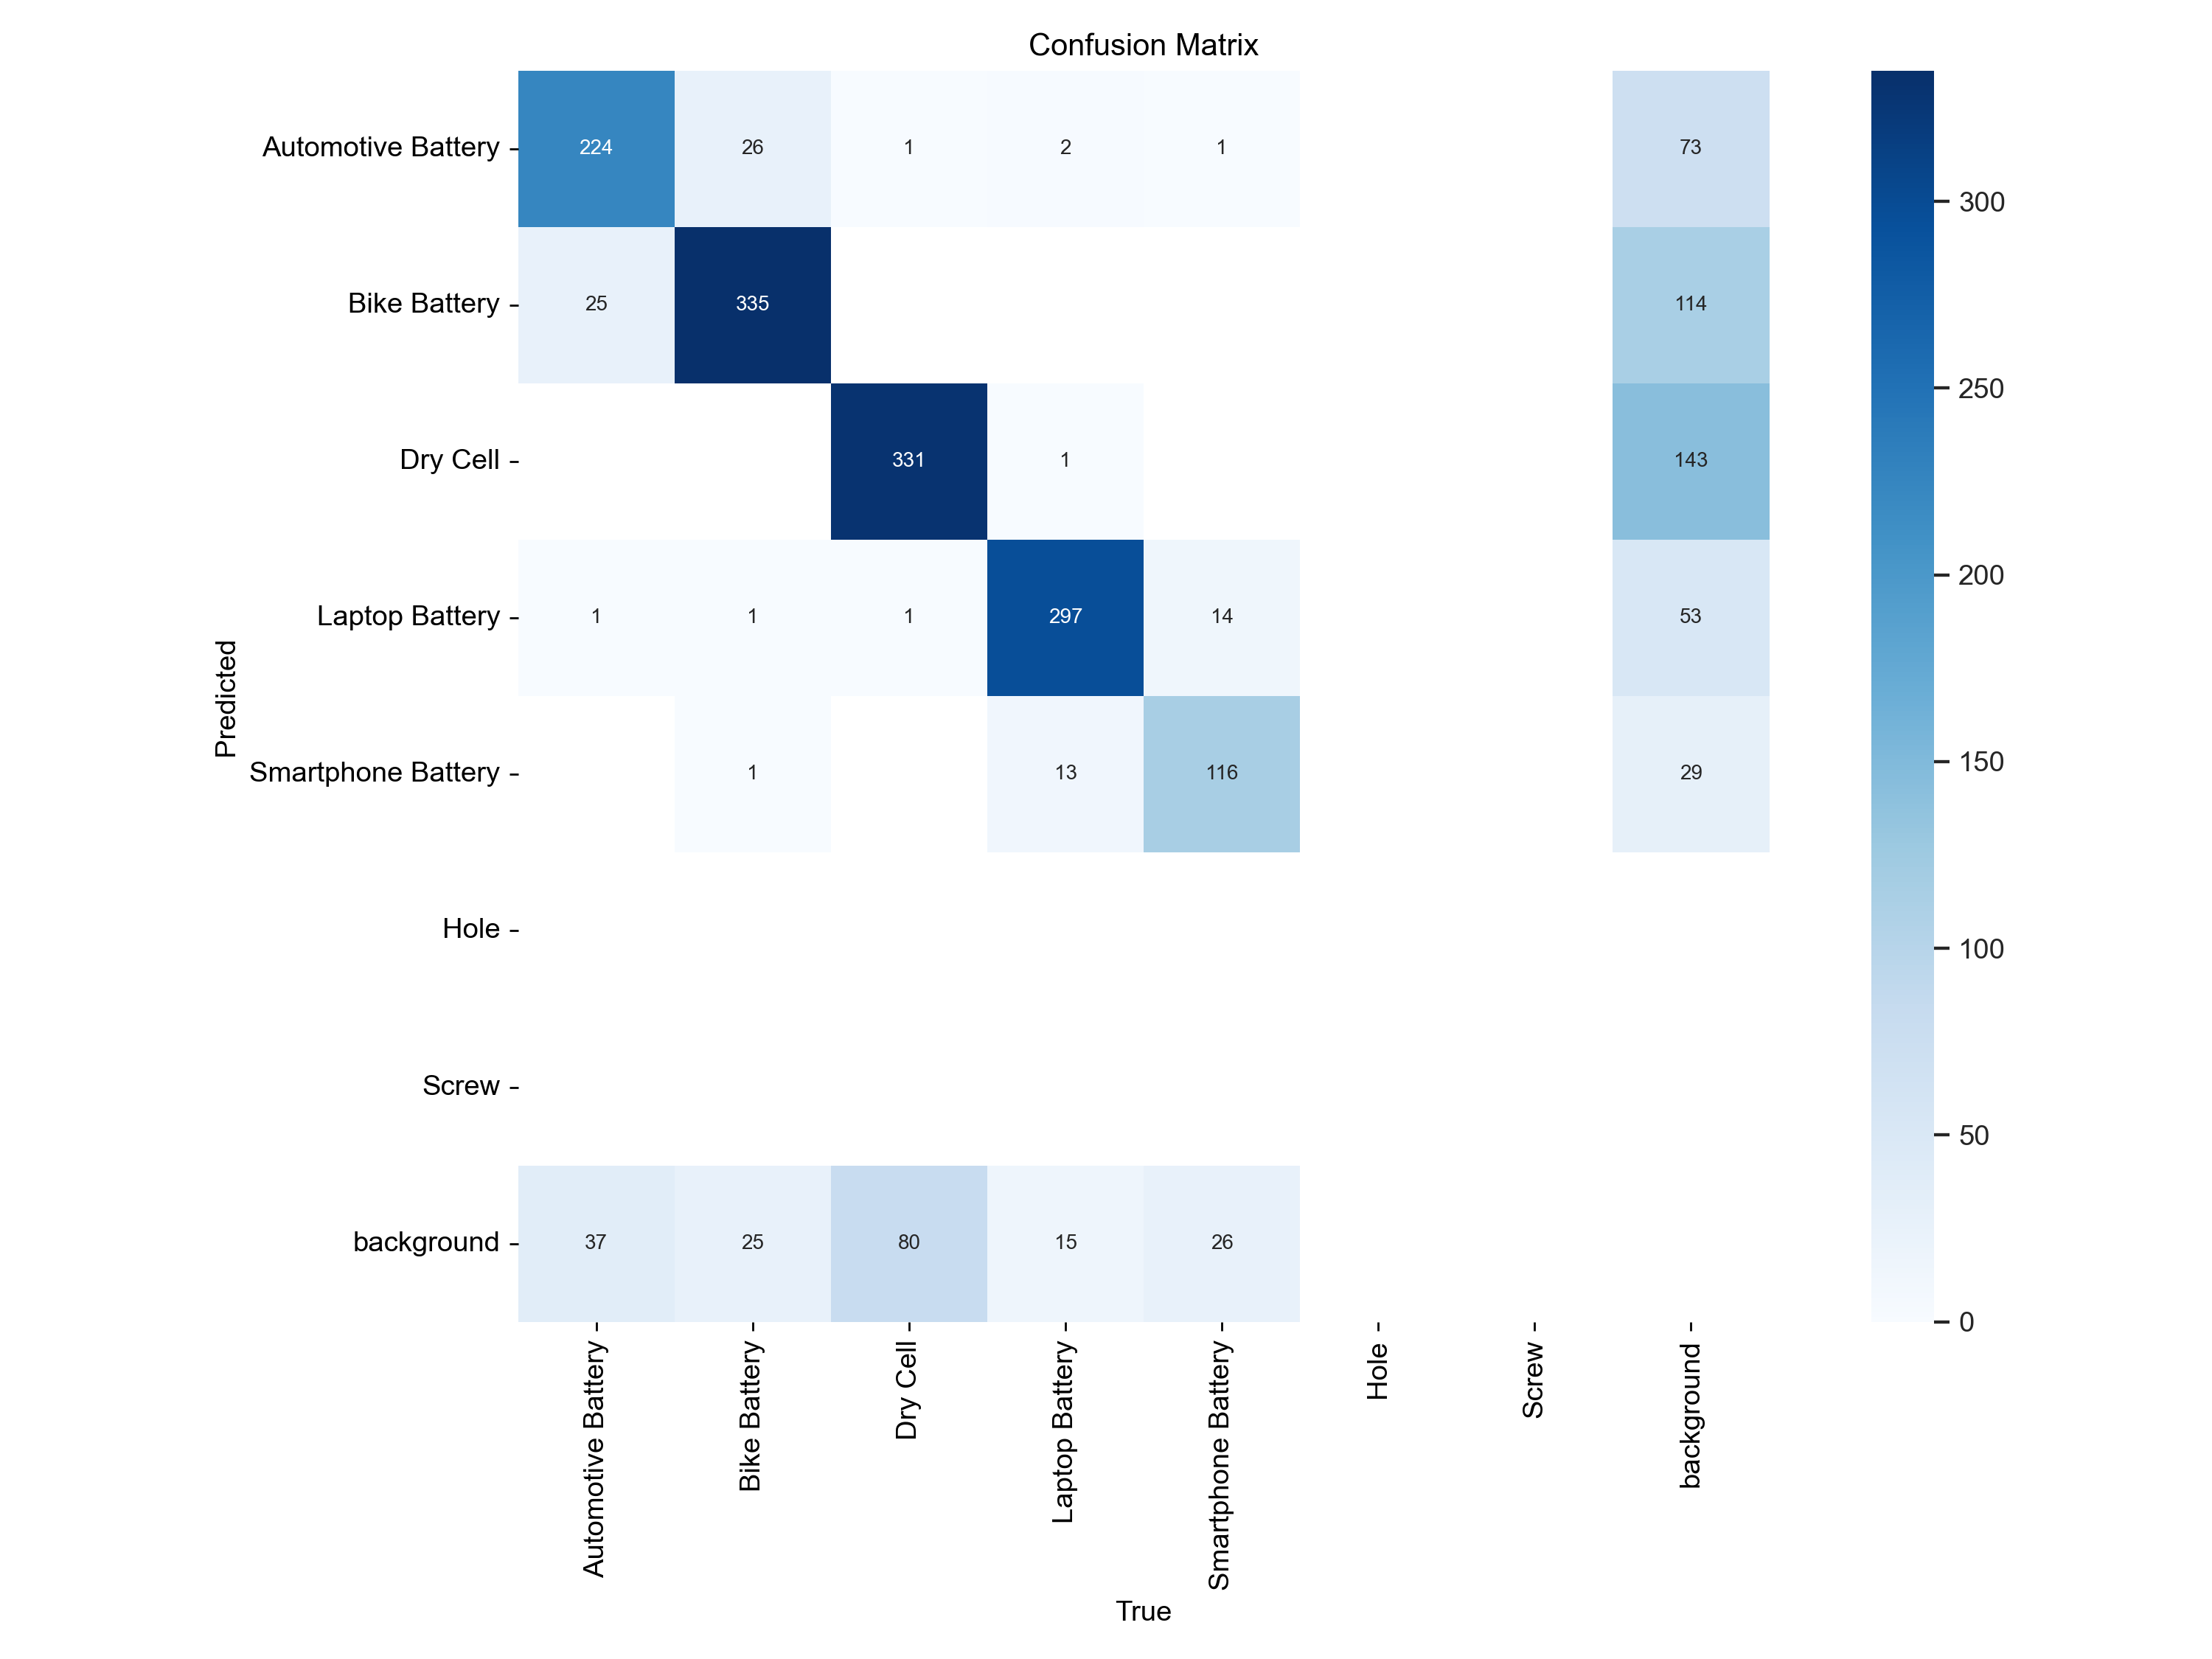 Confusion Matrix
Automotive Battery 224 26 1 2 1 73
Bike Battery 25 335 114
Dry Cell 331 1 143
Laptop Battery 1 1 1 297 14 53
Smartphone Battery 1 13 116 29
Hole
Screw
background 37 25 80 15 26
Predicted
Automotive Battery
Bike Battery
Dry Cell
Laptop Battery
Smartphone Battery
Hole
Screw
background
True
300
250
200
150
100
50
0